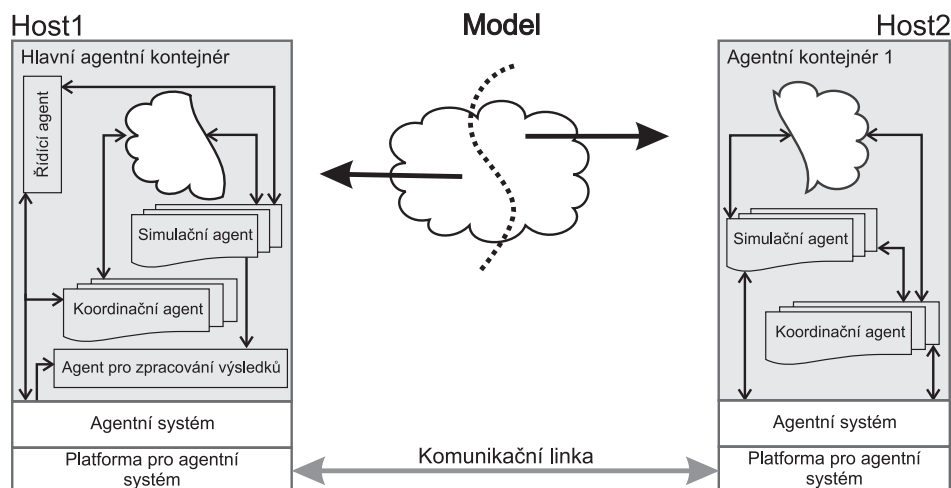 Host1
Model
Host2
Hlavní agentní kontejnér
Řídící agent
Simulační agent
Koordinační agent
Agent pro zpracování výsledků
Agentní systém
Platforma pro agentní
systém
Agentní kontejnér 1
Simulační agent
Koordinační agent
Agentní systém
Platforma pro agentní
systém
Komunikační linka